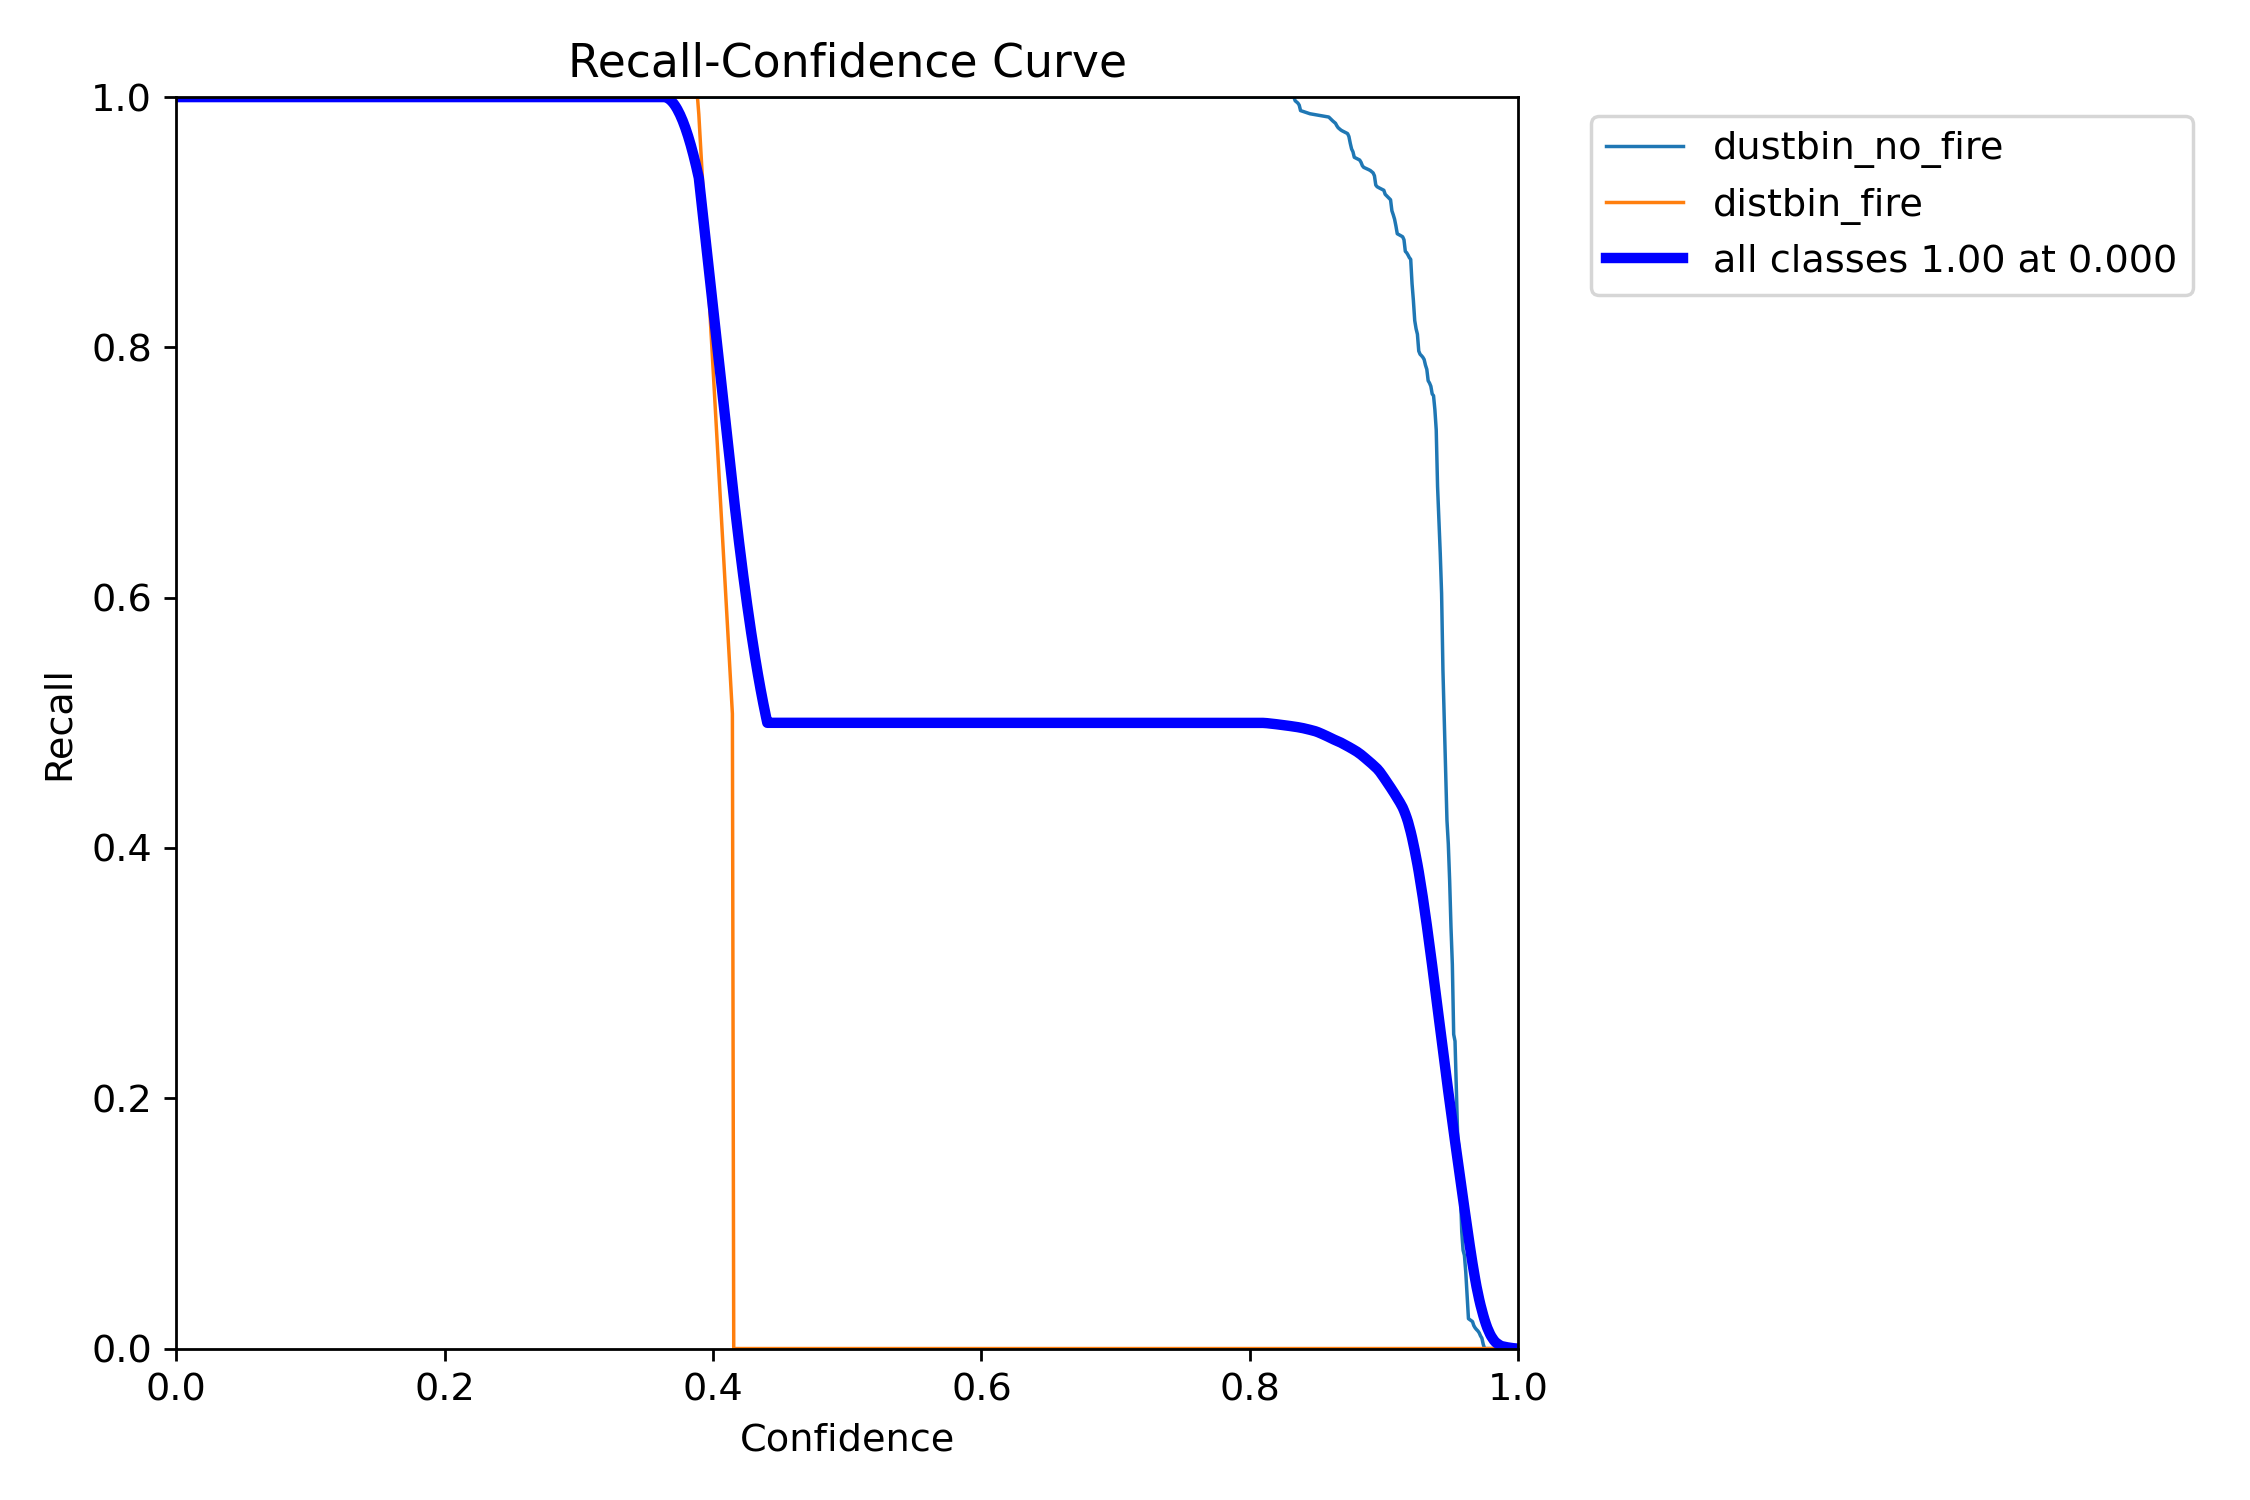 Recall-Confidence Curve
1.0
0.8
0.6
0.4
0.2
0.0
Recall
0.0 0.2 0.4 0.6 0.8 1.0
Confidence
dustbin_no_fire
distbin_fire
all classes 1.00 at 0.000